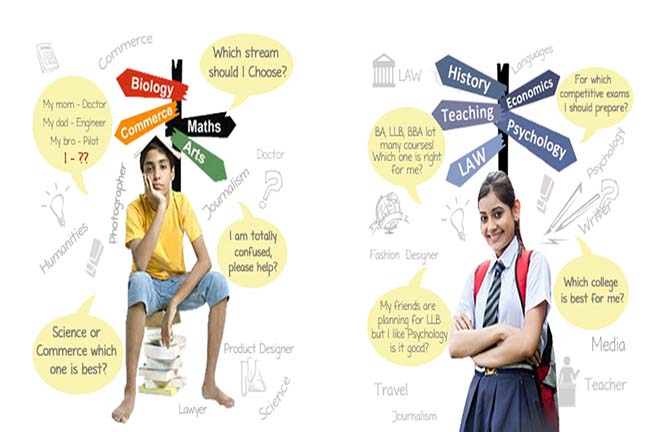 Commerce
Which stream
should I Choose?
Biology
Commerce
Maths
Arts
My mom - Doctor
My dad - Engineer
My bro - Pilot
I - ??
Doctor
Photographer
Journalism
Humanities
I am totally
confused,
please help?
Science or
Commerce which
one is best?
Product Designer
Science
Lawyer
LAW
Languages
History
Economics
Teaching
Psychology
LAW
For which
competitive exams
I should prepare?
BA, LLB, BBA lot
many courses!
Which one is right
for me?
Psychology
Writer
Fashion Designer
Which college
is best for me?
My friends are
planning for LLB
but I like Psychology
is it good?
Media
Teacher
Travel
Journalism